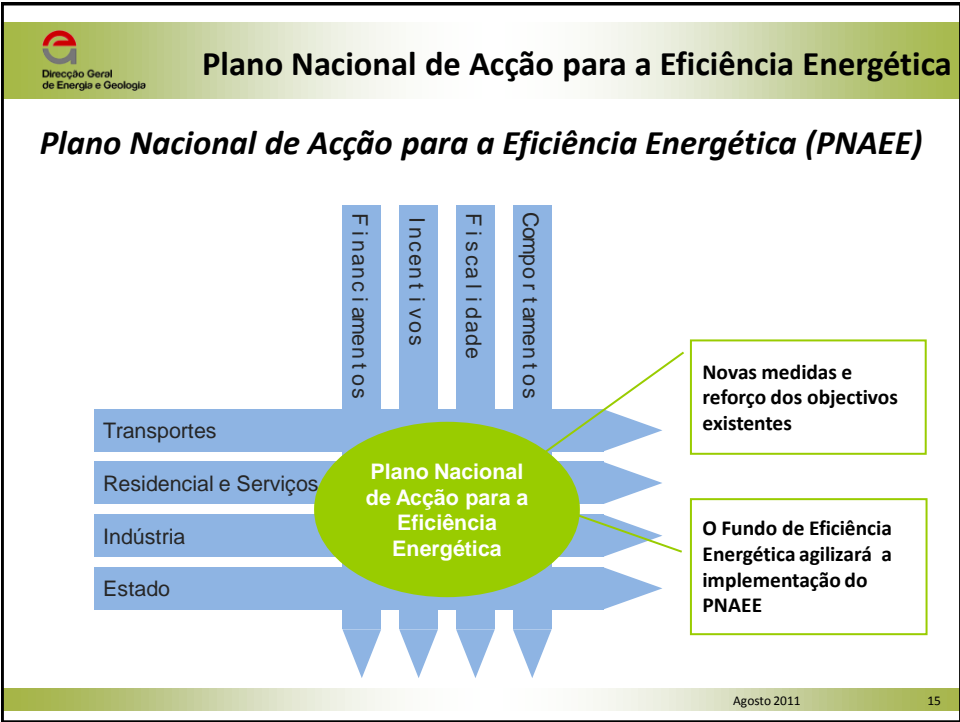 Direcção Geral
de Energia e Geologia
Plano Nacional de Acção para a Eficiência Energética
Plano Nacional de Acção para a Eficiência Energética (PNAEE)
Financiamentos
Incentivos
Fiscalidade
Comportamentos
Transportes
Residencial e Serviços
Indústria
Estado
Plano Nacional
de Acção para a
Eficiência
Energética
Novas medidas e
reforço dos objectivos
existentes
O Fundo de Eficiência
Energética agilizará a
implementação do
PNAEE
Agosto 2011
15